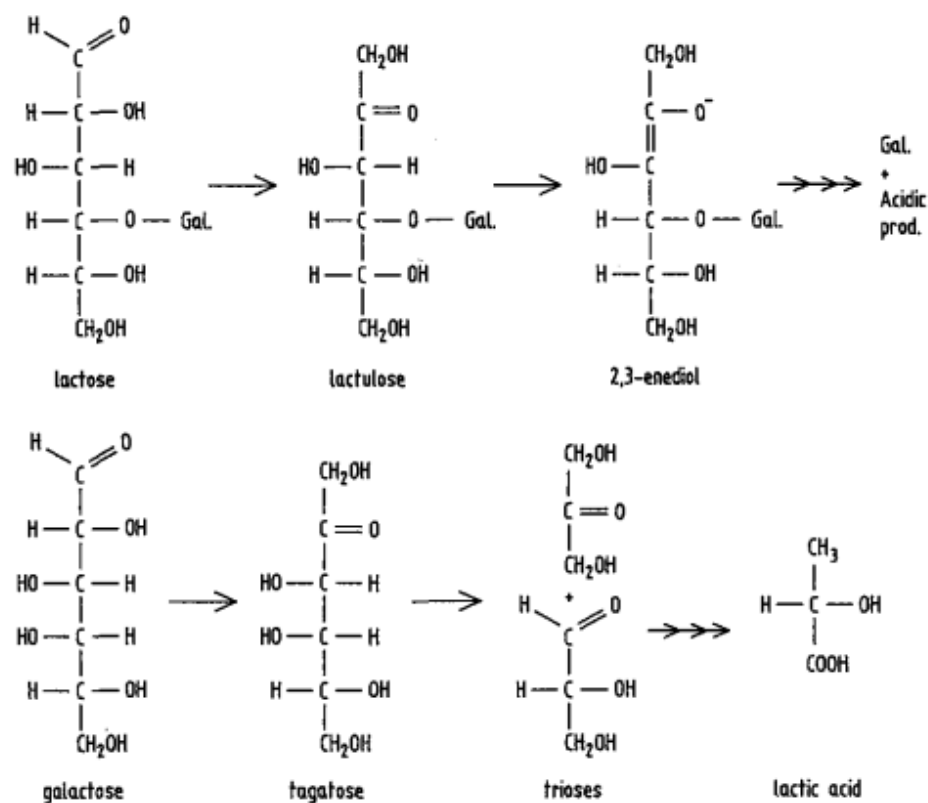 H O
C
H—C—OH
HO—C—H
H—C—O—Gal.
H—C—OH
CH₂OH
lactose
CH₂OH
C=O
HO—C—H
H—C—O—Gal.
H—C—OH
CH₂OH
lactulose
CH₂OH
C—O⁻
HO—C
H—C—O—Gal.
H—C—OH
CH₂OH
2,3-enediol
Gal.
+
Acidic
prod.
H O
C
H—C—OH
HO—C—H
HO—C—H
H—C—OH
CH₂OH
galactose
CH₂OH
C=O
HO—C—H
HO—C—H
H—C—OH
CH₂OH
tagatose
CH₂OH
C=O
CH₂OH
+
H O
C
H—C—OH
CH₂OH
trioses
CH₃
H—C—OH
COOH
lactic acid